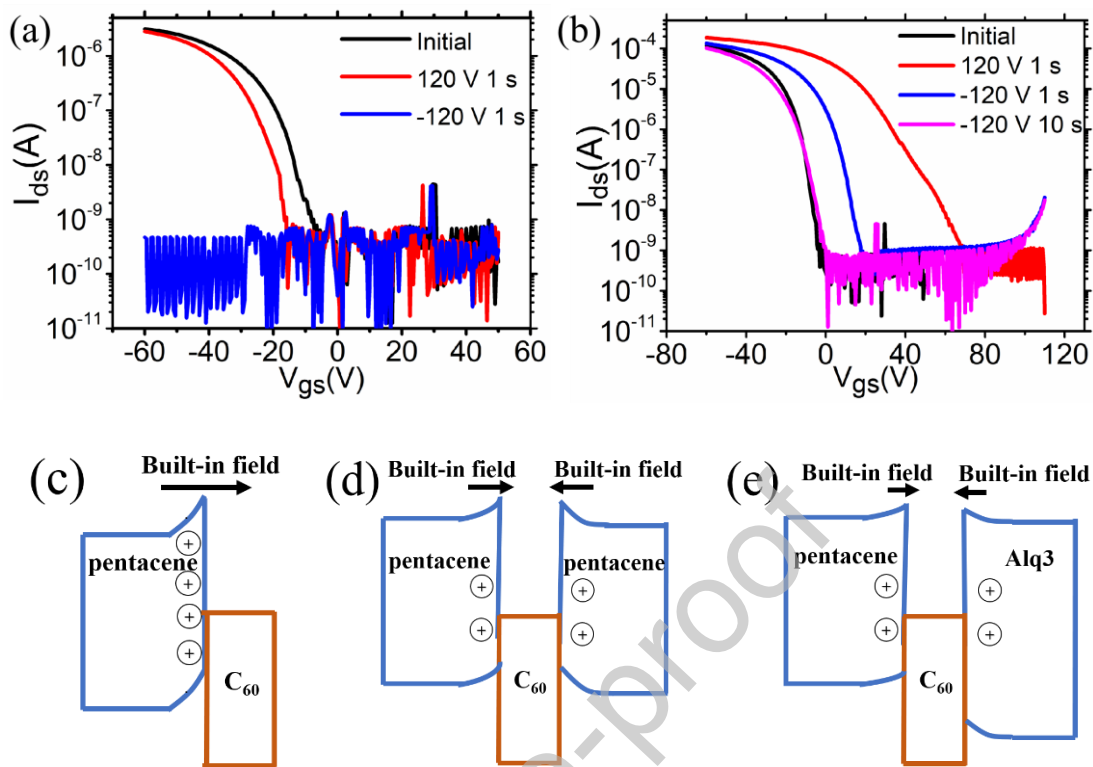 (a)
Initial
120 V 1 s
-120 V 1 s
I_ds(A)
10⁻⁶
10⁻⁷
10⁻⁸
10⁻⁹
10⁻¹⁰
10⁻¹¹
-60 -40 -20 0 20 40 60
V_gs(V)
(b)
Initial
120 V 1 s
-120 V 1 s
-120 V 10 s
I_ds(A)
10⁻⁴
10⁻⁵
10⁻⁶
10⁻⁷
10⁻⁸
10⁻⁹
10⁻¹⁰
10⁻¹¹
-80 -40 0 40 80 120
V_gs(V)
(c)
Built-in field
pentacene
C₆₀
(d)
Built-in field Built-in field
pentacene pentacene
C₆₀
(e)
Built-in field Built-in field
pentacene Alq3
C₆₀
-proof